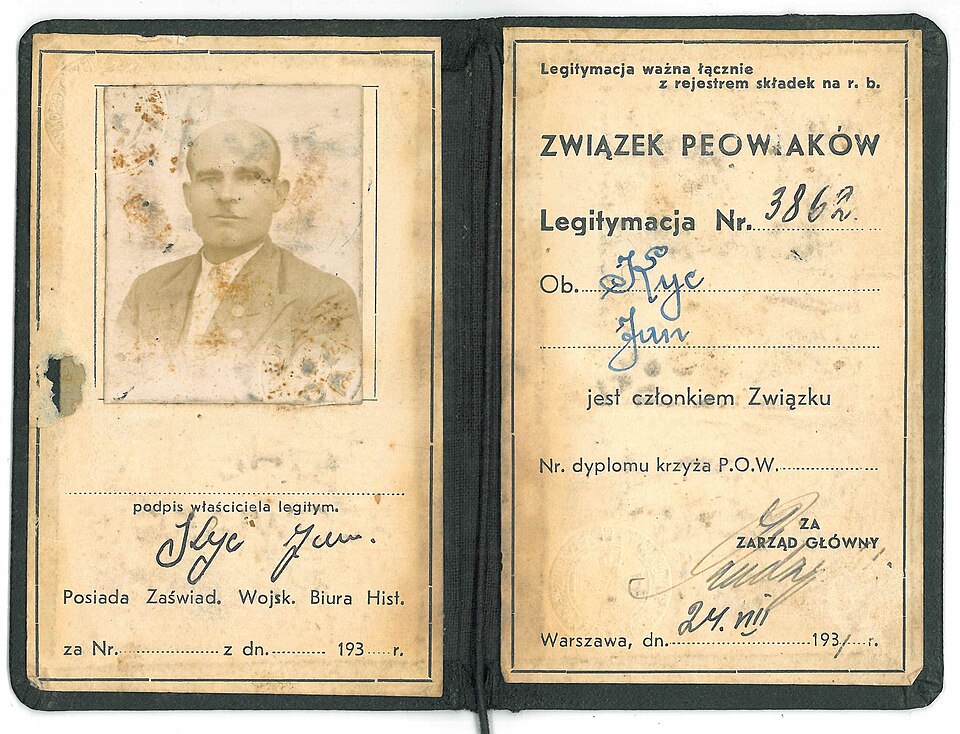 podpis właściciela legitym.
Kyc Jan.
Posiada Zaświad. Wojsk. Biura Hist.
za Nr. z dn. 193 r.
Legitymacja ważna łącznie
z rejestrem składek na r. b.
ZWIĄZEK PEOWIAKÓW
Legitymacja Nr. 3862.
Ob. Kyc
Jan
jest członkiem Związku
Nr. dyplomu krzyża P.O.W.
ZA
ZARZĄD GŁÓWNY
Warszawa, dn. 24. VIII 1931 r.